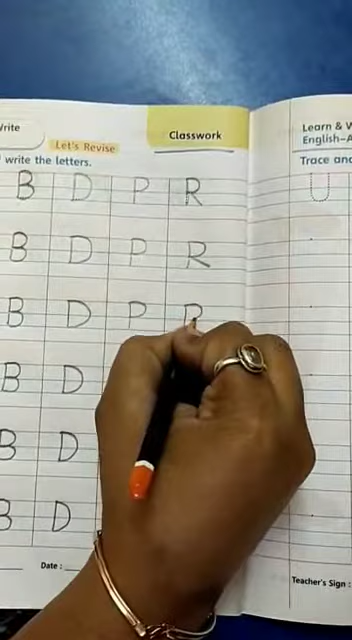 Write
Let's Revise
Classwork
write the letters.
B D P R
B D P R
B D P
B D
B D
B D
Date :
Learn & W
English-A
Trace and
U
Teacher's Sign :